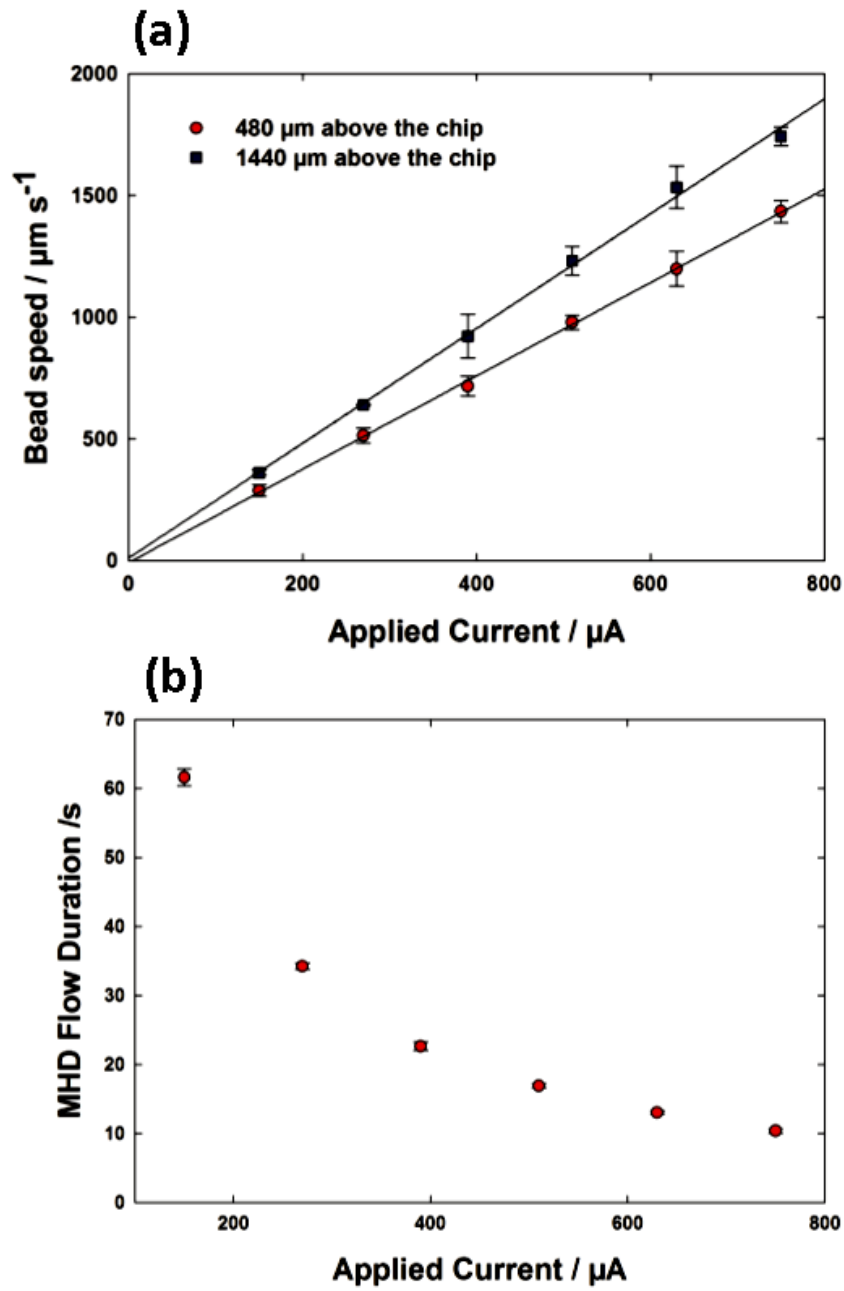 (a)
2000
1500
1000
500
0
Bead speed / µm s-1
480 µm above the chip
1440 µm above the chip
0 200 400 600 800
Applied Current / µA
(b)
70
60
50
40
30
20
10
0
MHD Flow Duration /s
200 400 600 800
Applied Current / µA